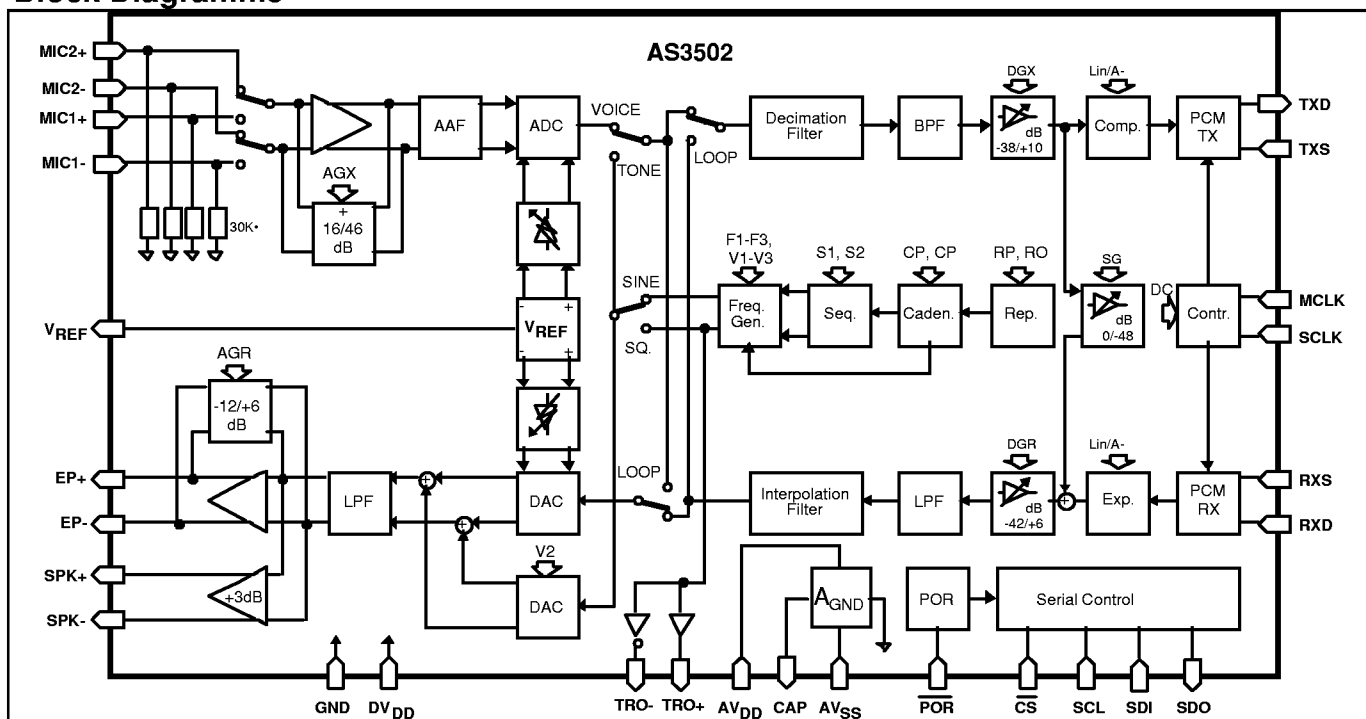 Block Diagramme
AS3502
MIC2+
MIC2-
MIC1+
MIC1-
30K•
AGX
+
16/46
dB
AAF
ADC
VOICE
TONE
LOOP
Decimation
Filter
BPF
DGX
dB
-38/+10
Lin/A-
Comp.
PCM
TX
TXD
TXS
VREF
- +
VREF
- +
SINE
SQ.
F1-F3,
V1-V3
Freq.
Gen.
S1, S2
Seq.
CP, CP
Caden.
RP, RO
Rep.
SG
dB
0/-48
DC
Contr.
MCLK
SCLK
AGR
-12/+6
dB
EP+
EP-
LPF
+
+
DAC
LOOP
Interpolation
Filter
LPF
DGR
dB
-42/+6
+
Lin/A-
Exp.
PCM
RX
RXS
RXD
SPK+
SPK-
+3dB
V2
DAC
AGND
POR
Serial Control
GND
DVDD
TRO-
TRO+
AVDD
CAP
AVSS
POR
CS
SCL
SDI
SDO